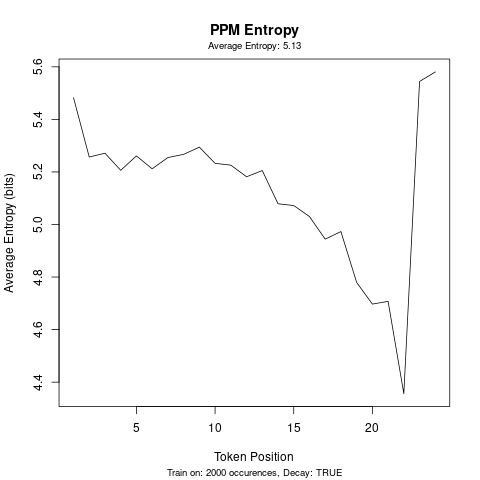 PPM Entropy
Average Entropy: 5.13
5.6
5.4
5.2
5.0
4.8
4.6
4.4
Average Entropy (bits)
5
10
15
20
Token Position
Train on: 2000 occurences, Decay: TRUE